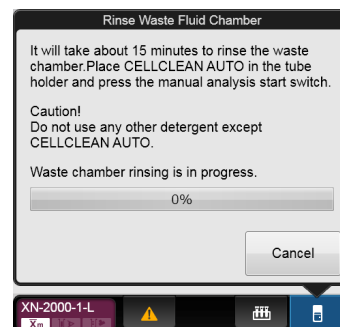 Rinse Waste Fluid Chamber
It will take about 15 minutes to rinse the waste
chamber.Place CELLCLEAN AUTO in the tube
holder and press the manual analysis start switch.
Caution!
Do not use any other detergent except
CELLCLEAN AUTO.
Waste chamber rinsing is in progress.
0%
Cancel
XN-2000-1-L
Xm